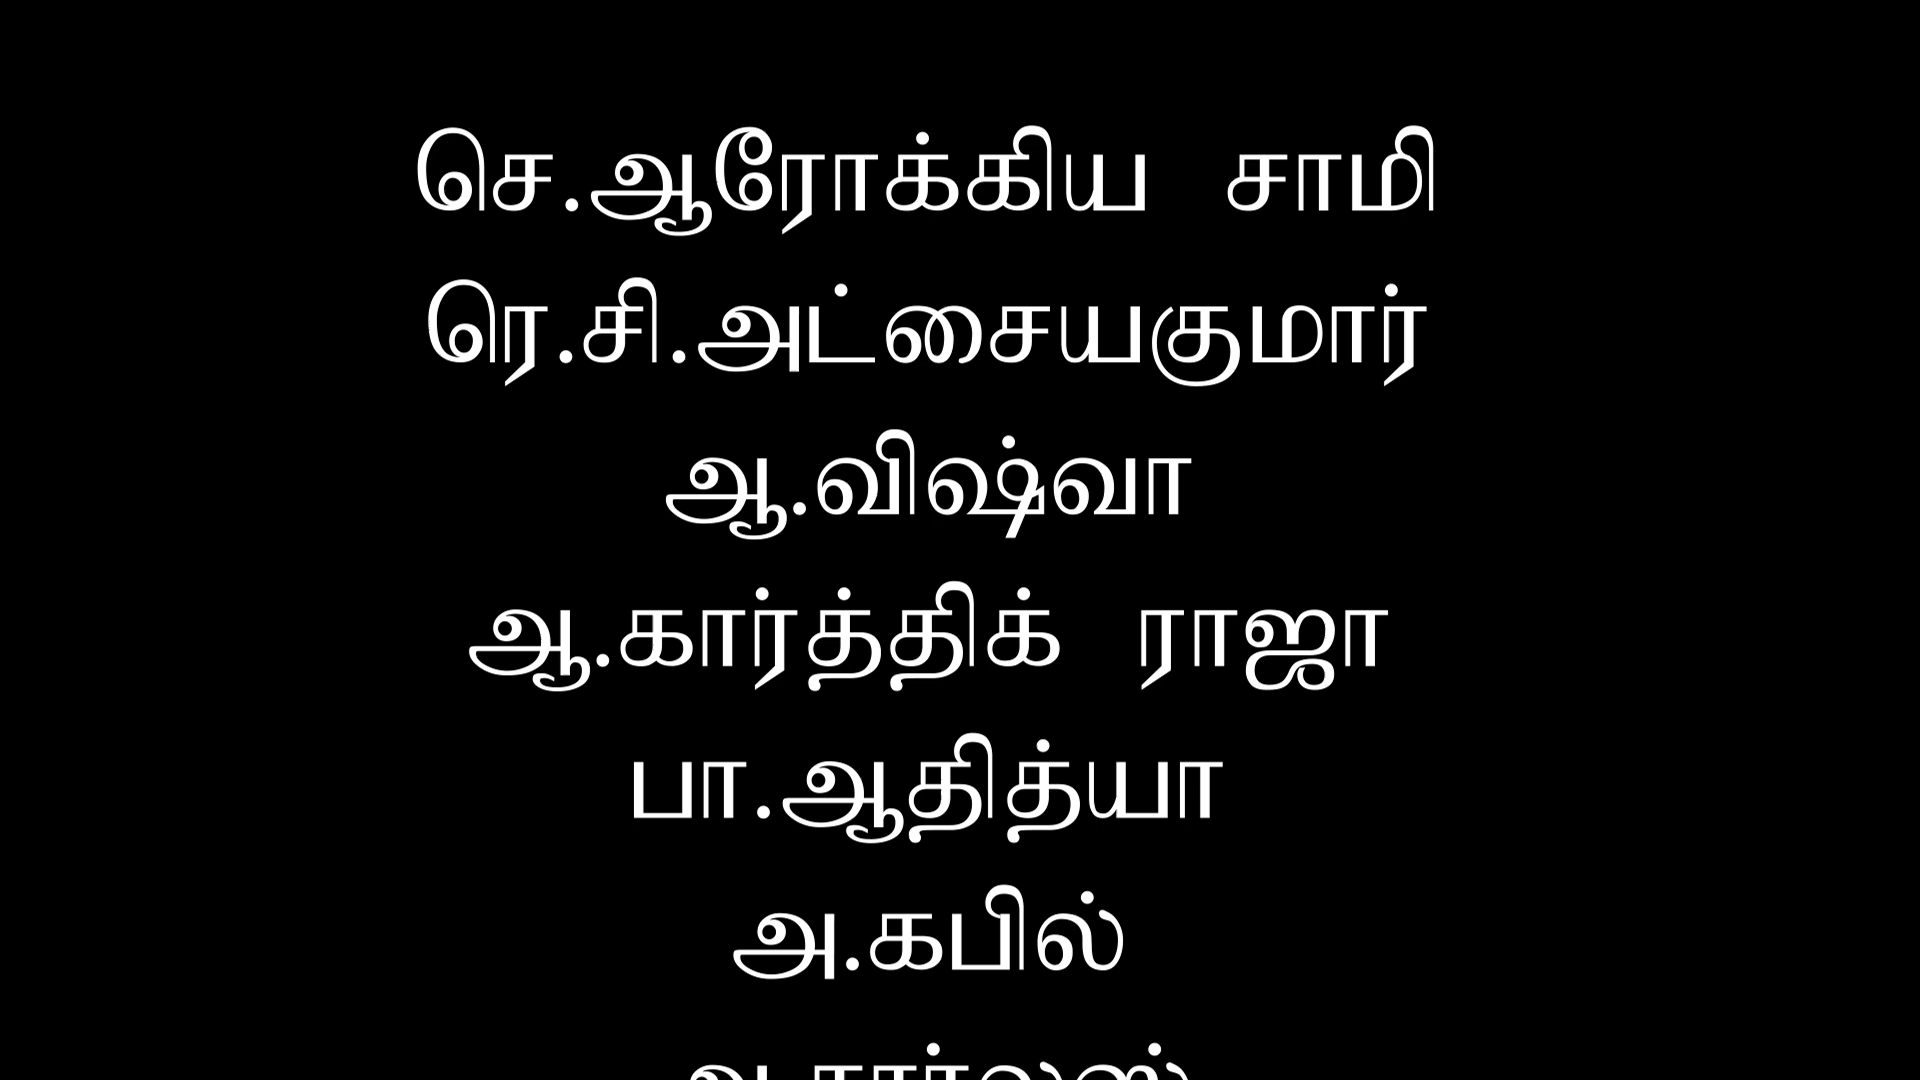 செ.ஆரோக்கிய சாமி
ரெ.சி.அட்சையகுமார்
ஆ.விஷ்வா
ஆ.கார்த்திக் ராஜா
பா.ஆதித்யா
அ.கபில்